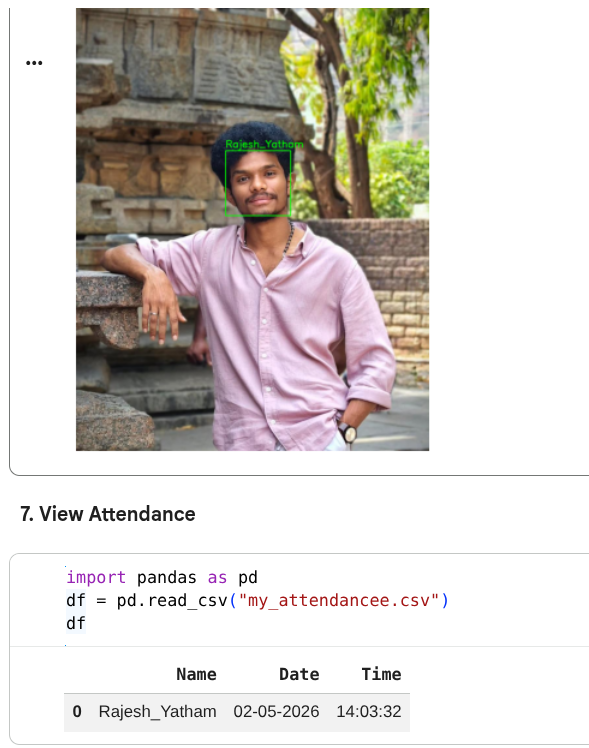 ...
Rajesh_Yatham
7. View Attendance
import pandas as pd
df = pd.read_csv("my_attendancee.csv")
df
Name Date Time
0 Rajesh_Yatham 02-05-2026 14:03:32